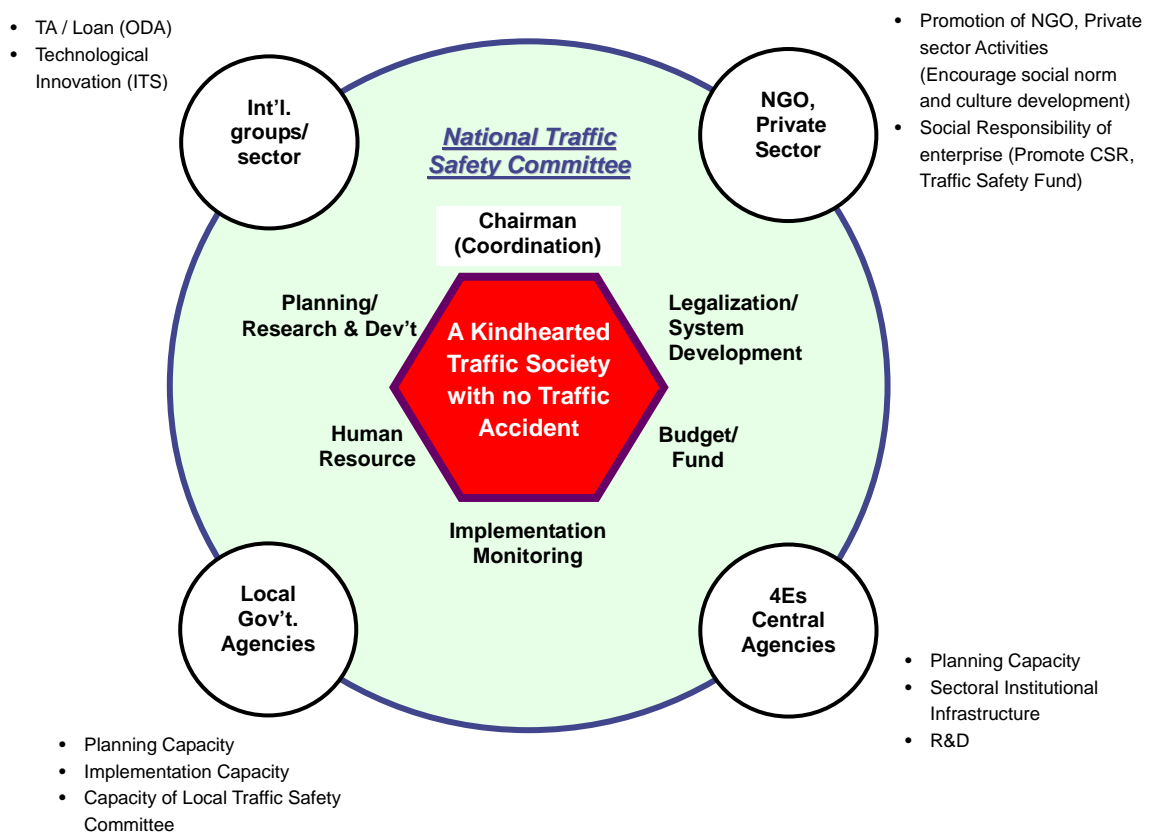 • TA / Loan (ODA)
• Technological
Innovation (ITS)
Int'l.
groups/
sector
National Traffic
Safety Committee
NGO,
Private
Sector
• Promotion of NGO, Private
sector Activities
(Encourage social norm
and culture development)
• Social Responsibility of
enterprise (Promote CSR,
Traffic Safety Fund)
Chairman
(Coordination)
Planning/
Research & Dev't
Legalization/
System
Development
A Kindhearted
Traffic Society
with no Traffic
Accident
Human
Resource
Budget/
Fund
Implementation
Monitoring
Local
Gov't.
Agencies
4Es
Central
Agencies
• Planning Capacity
• Implementation Capacity
• Capacity of Local Traffic Safety
Committee
• Planning Capacity
• Sectoral Institutional
Infrastructure
• R&D